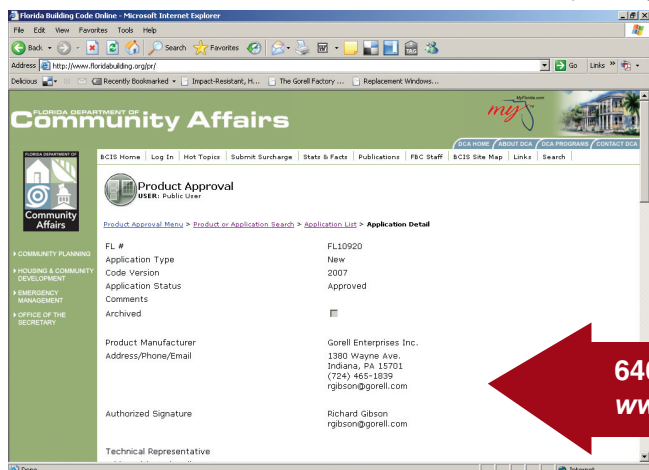 Florida Building Code Online - Microsoft Internet Explorer
File Edit View Favorites Tools Help
Back Search Favorites
Address http://www.floridabuilding.org/pr/ Go Links »
Delicious Recently Bookmarked Impact-Resistant, H... The Gorell Factory ... Replacement Windows...
FLORIDA DEPARTMENT OF
Community Affairs
MyFlorida.com
my
DCA HOME ABOUT DCA DCA PROGRAMS CONTACT DCA
BCIS Home Log In Hot Topics Submit Surcharge Stats & Facts Publications FBC Staff BCIS Site Map Links Search
FLORIDA DEPARTMENT OF
Community
Affairs
COMMUNITY PLANNING
HOUSING & COMMUNITY
DEVELOPMENT
EMERGENCY
MANAGEMENT
OFFICE OF THE
SECRETARY
Product Approval
USER: Public User
Product Approval Menu > Product or Application Search > Application List > Application Detail
FL # FL10920
Application Type New
Code Version 2007
Application Status Approved
Comments
Archived
Product Manufacturer Gorell Enterprises Inc.
Address/Phone/Email 1380 Wayne Ave.
Indiana, PA 15701
(724) 465-1839
rgibson@gorell.com
Authorized Signature Richard Gibson
rgibson@gorell.com
Technical Representative
Done Internet